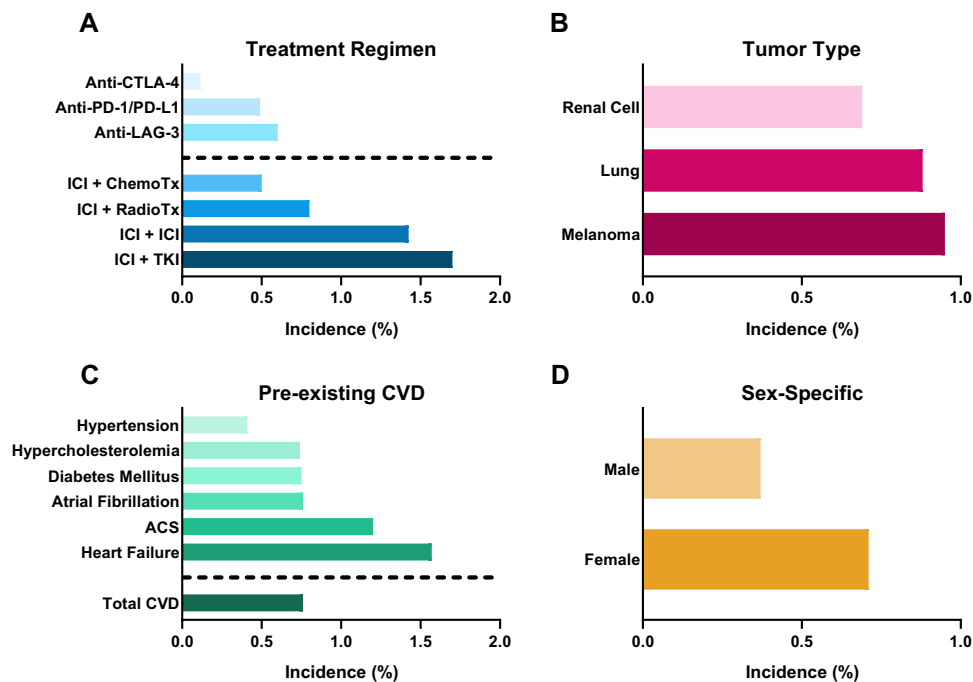 A
Treatment Regimen
Anti-CTLA-4
Anti-PD-1/PD-L1
Anti-LAG-3
ICI + ChemoTx
ICI + RadioTx
ICI + ICI
ICI + TKI
0.0 0.5 1.0 1.5 2.0
Incidence (%)
B
Tumor Type
Renal Cell
Lung
Melanoma
0.0 0.5 1.0
Incidence (%)
C
Pre-existing CVD
Hypertension
Hypercholesterolemia
Diabetes Mellitus
Atrial Fibrillation
ACS
Heart Failure
Total CVD
0.0 0.5 1.0 1.5 2.0
Incidence (%)
D
Sex-Specific
Male
Female
0.0 0.5 1.0
Incidence (%)